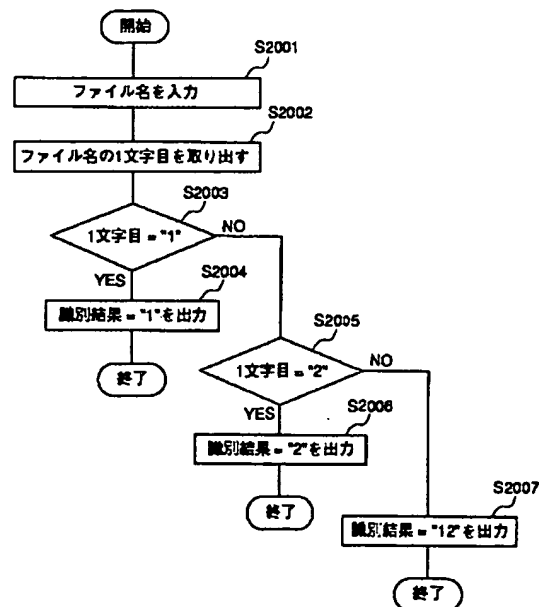 開始
S2001
ファイル名を入力
S2002
ファイル名の1文字目を取り出す
S2003
1文字目="1"
NO
YES
S2004
識別結果="1"を出力
終了
S2005
1文字目="2"
NO
YES
S2006
識別結果="2"を出力
終了
S2007
識別結果="12"を出力
終了